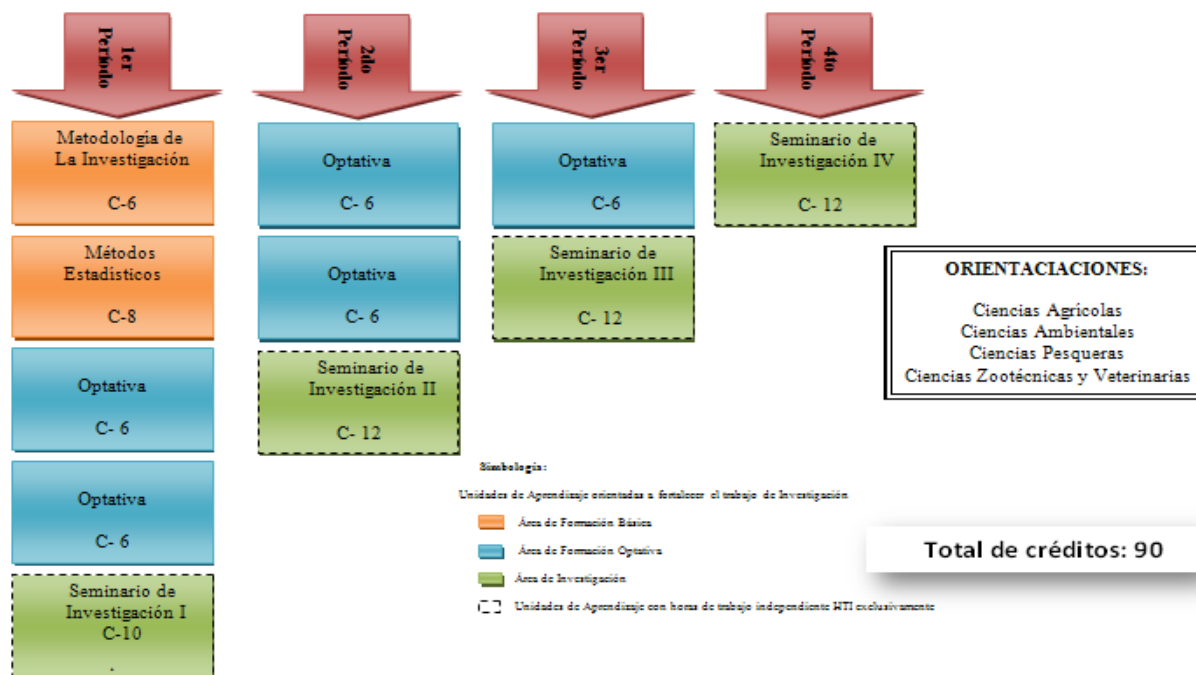 1er
Período
2do
Período
3er
Período
4to
Período
Metodología de
La Investigación
C-6
Métodos
Estadísticos
C-8
Optativa
C- 6
Optativa
C- 6
Seminario de
Investigación I
C-10
.
Optativa
C- 6
Optativa
C- 6
Seminario de
Investigación II
C- 12
Optativa
C-6
Seminario de
Investigación III
C- 12
Seminario de
Investigación IV
C- 12
ORIENTACIACIONES:
Ciencias Agrícolas
Ciencias Ambientales
Ciencias Pesqueras
Ciencias Zootécnicas y Veterinarias
Simbología:
Unidades de Aprendizaje orientadas a fortalecer el trabajo de Investigación
Área de Formación Básica
Área de Formación Optativa
Área de Investigación
Unidades de Aprendizaje con horas de trabajo independiente HTI exclusivamente
Total de créditos: 90